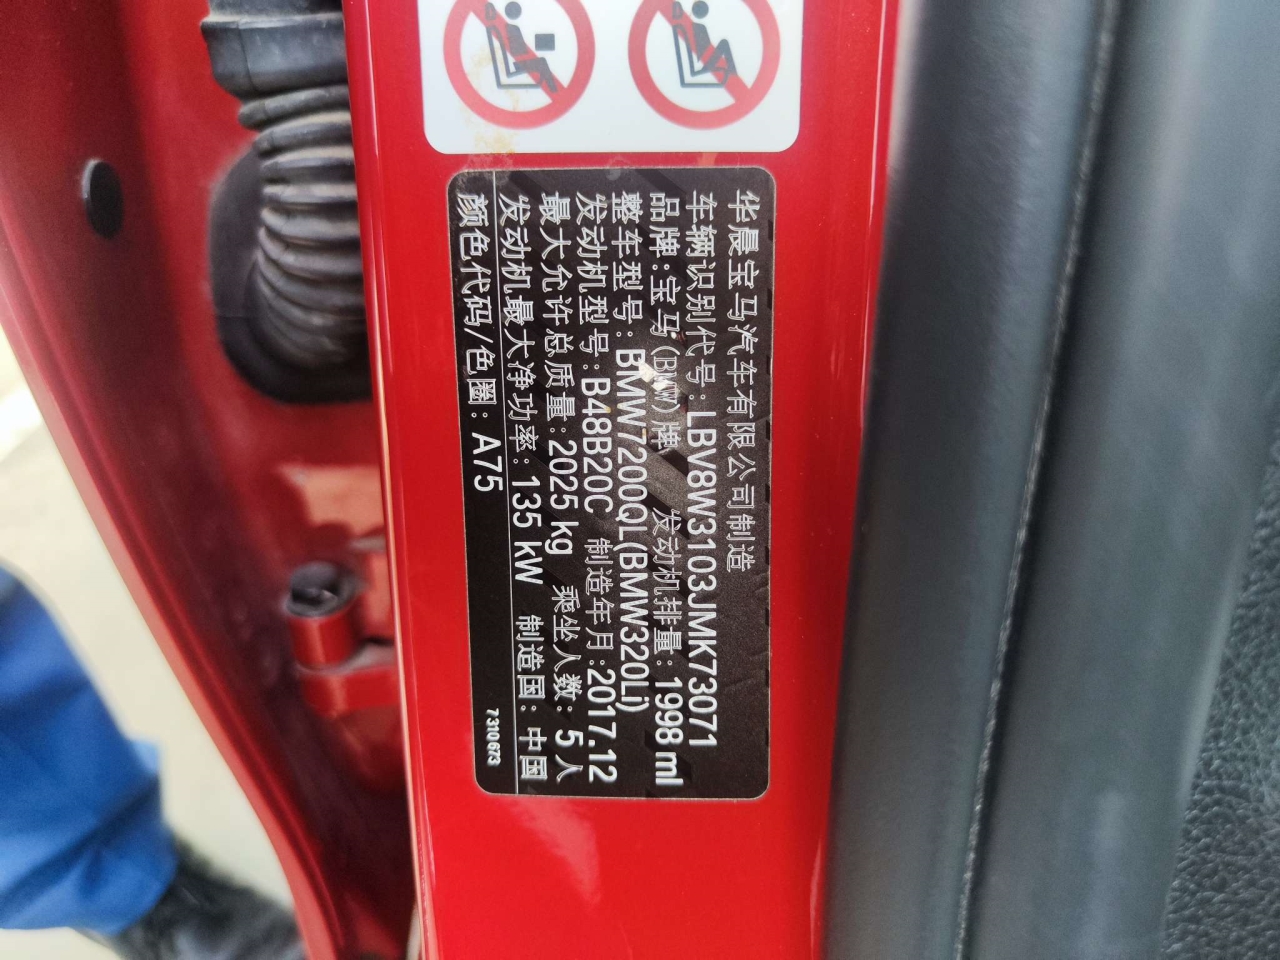 华晨宝马汽车有限公司制造
车辆识别代号:LBV8W3103JMK73071
品牌:宝马(BMW)牌 发动机排量:1998 ml
整车型号:BMW7200QL(BMW320Li)
发动机型号:B48B20C 制造年月:2017.12
最大允许总质量:2025 kg 乘坐人数:5人
发动机最大净功率:135 kW 制造国:中国
颜色代码/色圈:A75
7 310 673